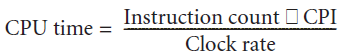 CPU time = Instruction count □ CPI
Clock rate